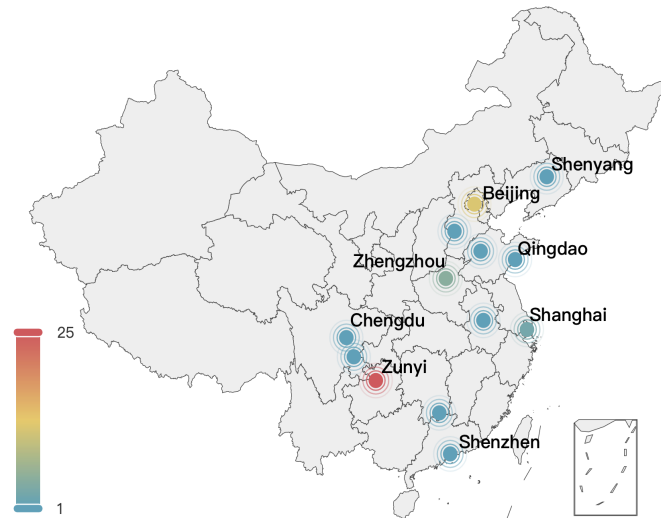 Shenyang
Beijing
Qingdao
Zhengzhou
Shanghai
Chengdu
25
Zunyi
Shenzhen
1